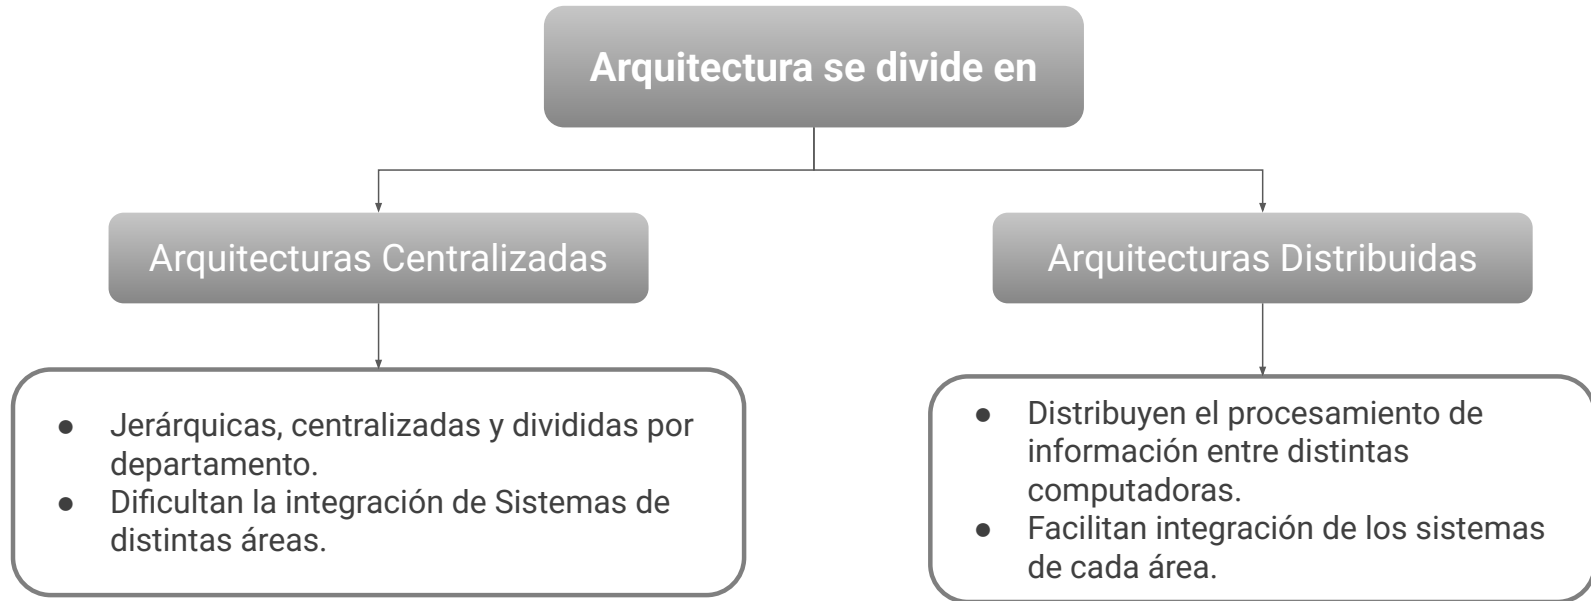 Arquitectura se divide en
Arquitecturas Centralizadas
Arquitecturas Distribuidas
● Jerárquicas, centralizadas y divididas por
departamento.
● Dificultan la integración de Sistemas de
distintas áreas.
● Distribuyen el procesamiento de
información entre distintas
computadoras.
● Facilitan integración de los sistemas
de cada área.